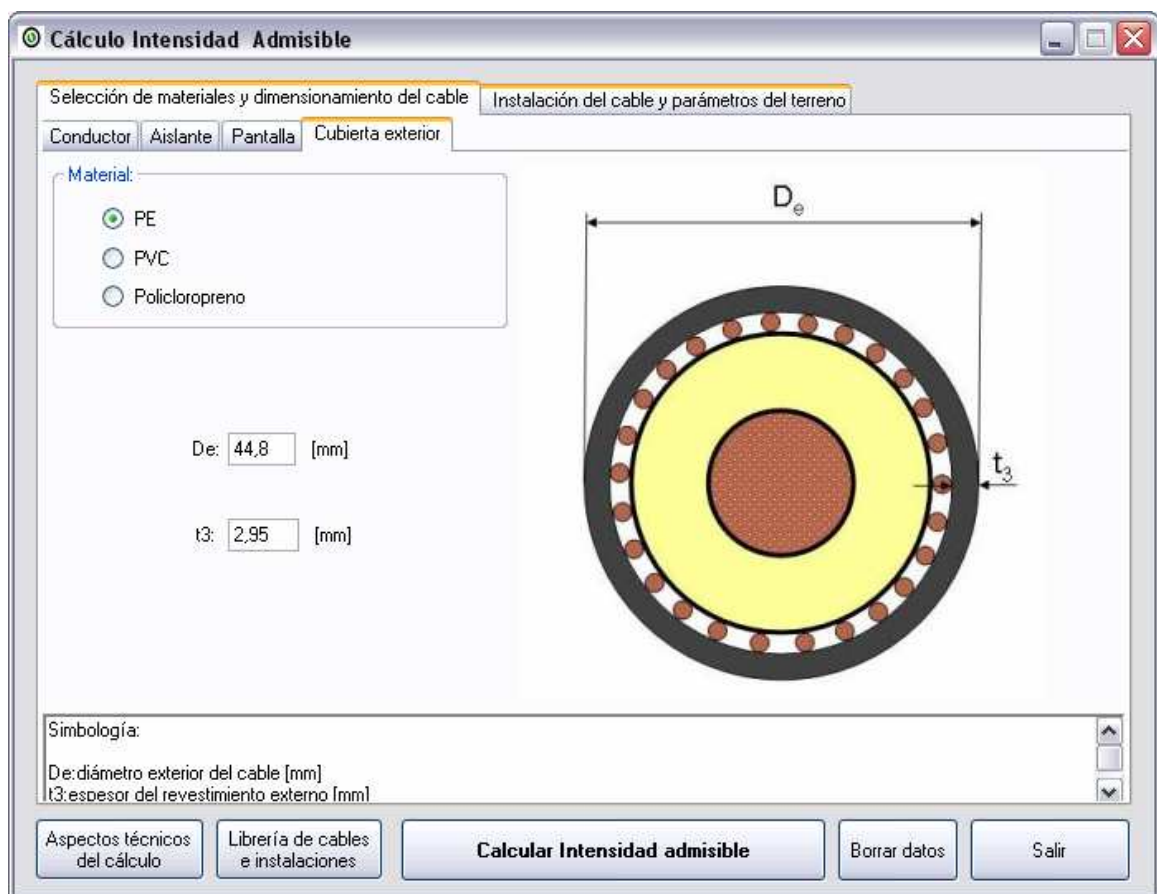 Cálculo Intensidad Admisible
Selección de materiales y dimensionamiento del cable
Instalación del cable y parámetros del terreno
Conductor
Aislante
Pantalla
Cubierta exterior
Material:
PE
PVC
Policloropreno
De: 44,8 [mm]
t3: 2,95 [mm]
De
t3
Simbología:
De:diámetro exterior del cable [mm]
t3:espesor del revestimiento externo [mm]
Aspectos técnicos
del cálculo
Librería de cables
e instalaciones
Calcular Intensidad admisible
Borrar datos
Salir